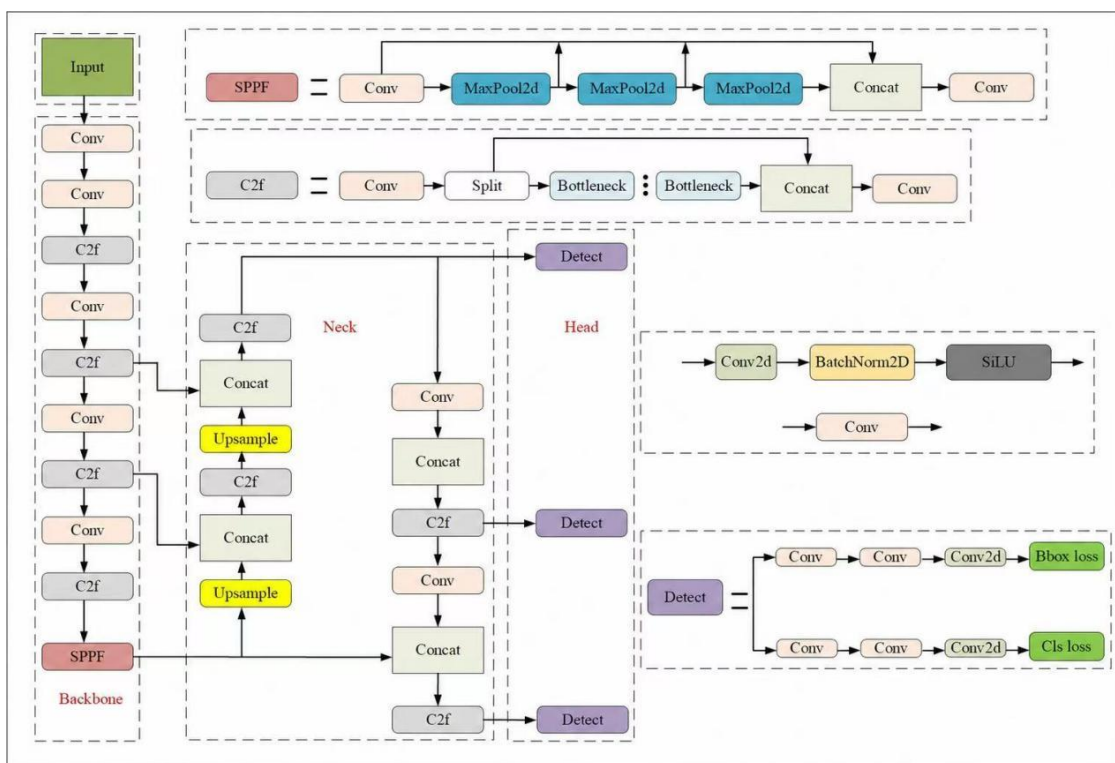 Input
Conv
Conv
C2f
Conv
C2f
Conv
C2f
Conv
C2f
SPPF
Backbone
SPPF = Conv MaxPool2d MaxPool2d MaxPool2d Concat Conv
C2f = Conv Split Bottleneck Bottleneck Concat Conv
C2f
Neck
Concat
Upsample
C2f
Concat
Upsample
Conv
Concat
C2f
Conv
Concat
C2f
Detect
Head
Detect
Detect
Conv2d BatchNorm2D SiLU
Conv
Detect =
Conv Conv Conv2d Bbox loss
Conv Conv Conv2d Cls loss